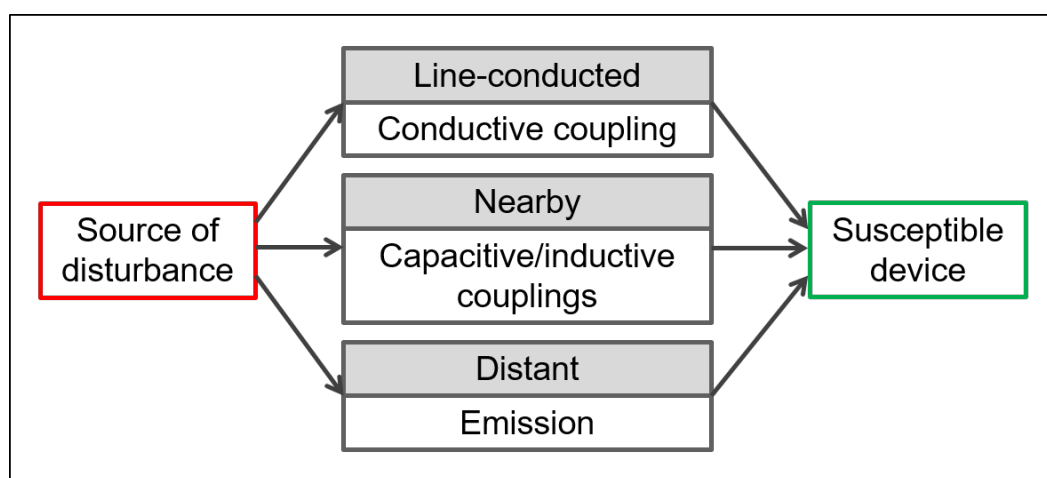 Line-conducted
Conductive coupling
Source of
disturbance
Nearby
Capacitive/inductive
couplings
Susceptible
device
Distant
Emission